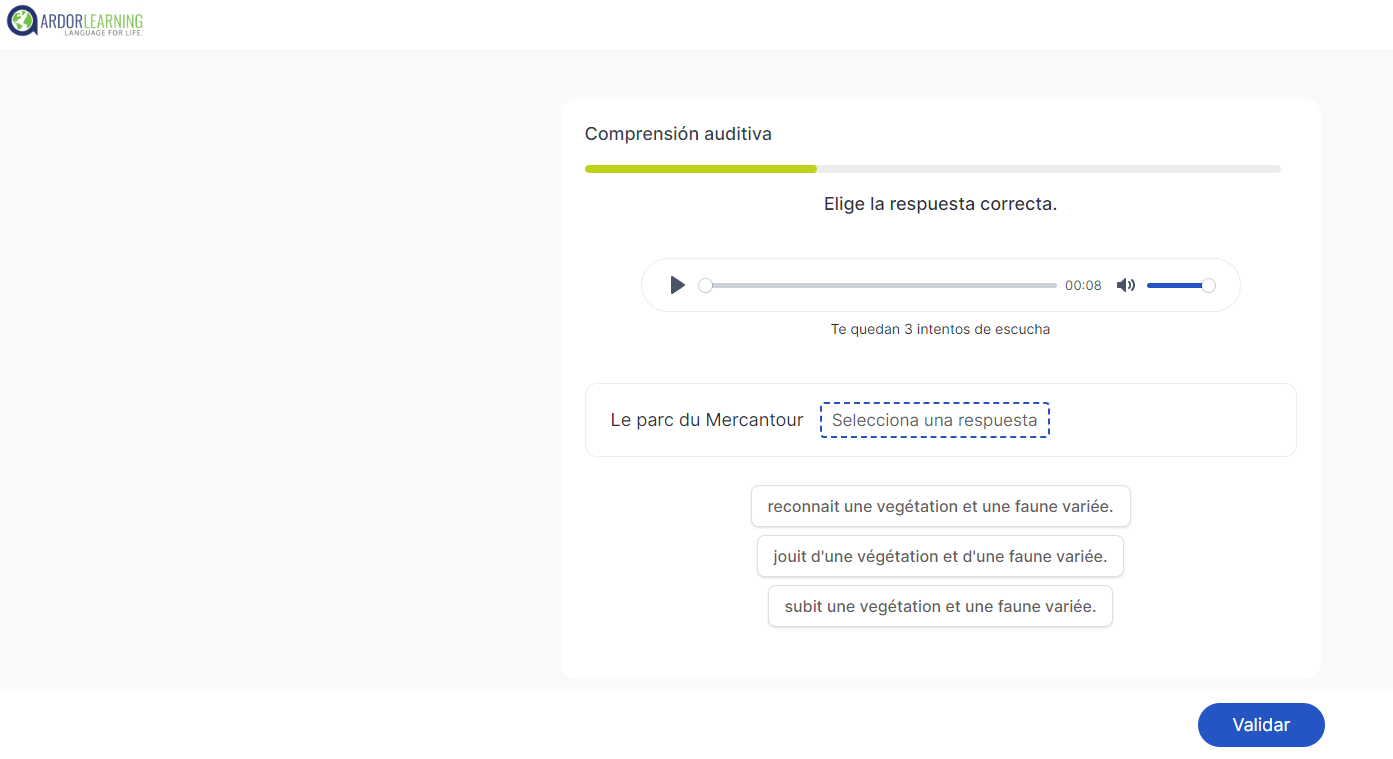 ARDORLEARNING
LANGUAGE FOR LIFE.
Comprensión auditiva
Elige la respuesta correcta.
00:08
Te quedan 3 intentos de escucha
Le parc du Mercantour Selecciona una respuesta
reconnait une vegétation et une faune variée.
jouit d'une végétation et d'une faune variée.
subit une vegétation et une faune variée.
Validar